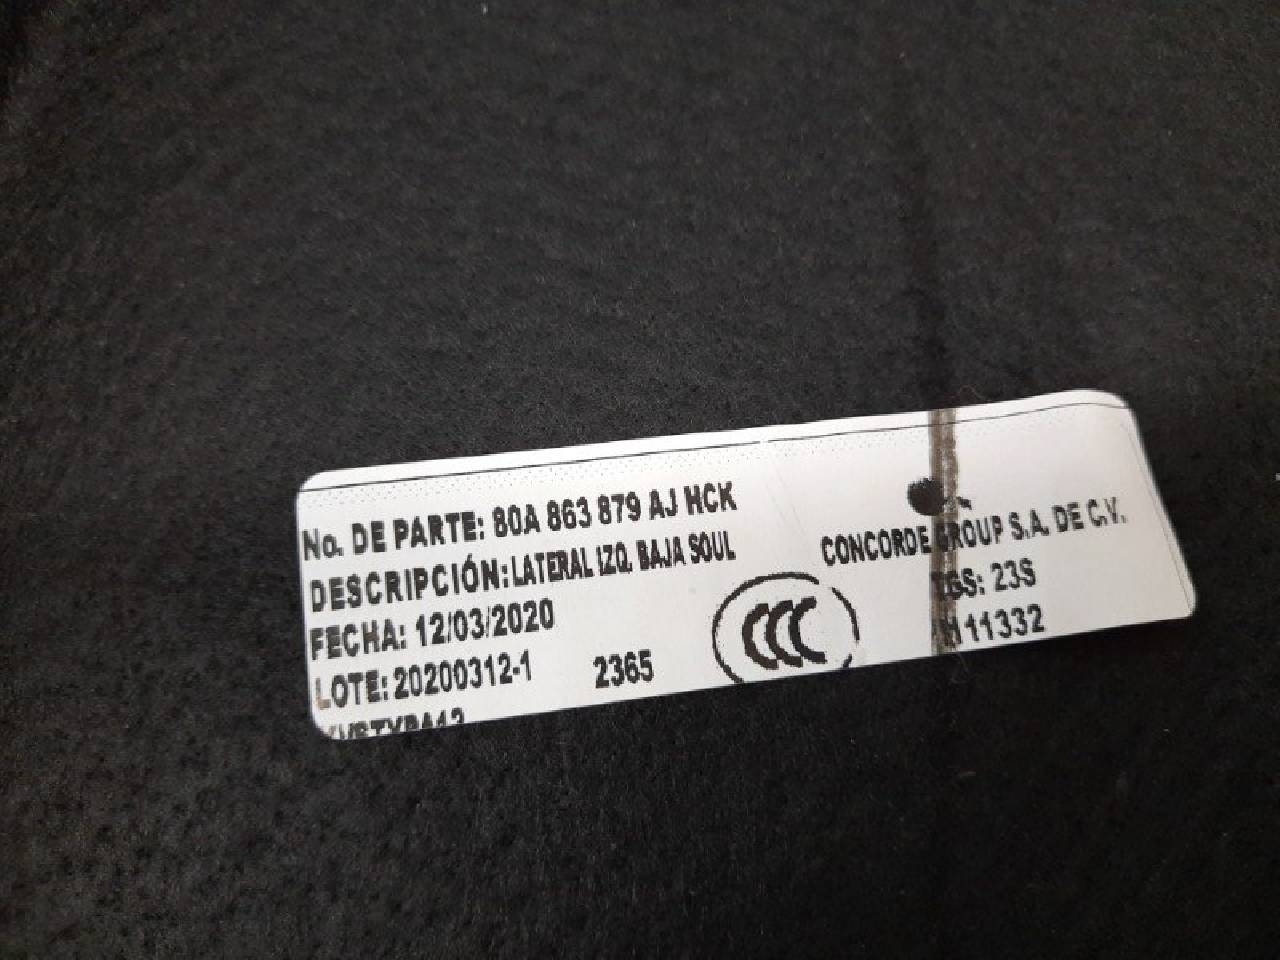 No. DE PARTE: 80A 863 879 AJ HCK
DESCRIPCIÓN: LATERAL IZQ. BAJA SOUL
FECHA: 12/03/2020
LOTE: 20200312-1 2365
CCC
CONCORDE GROUP S.A. DE C.V.
TGS: 23S
11332